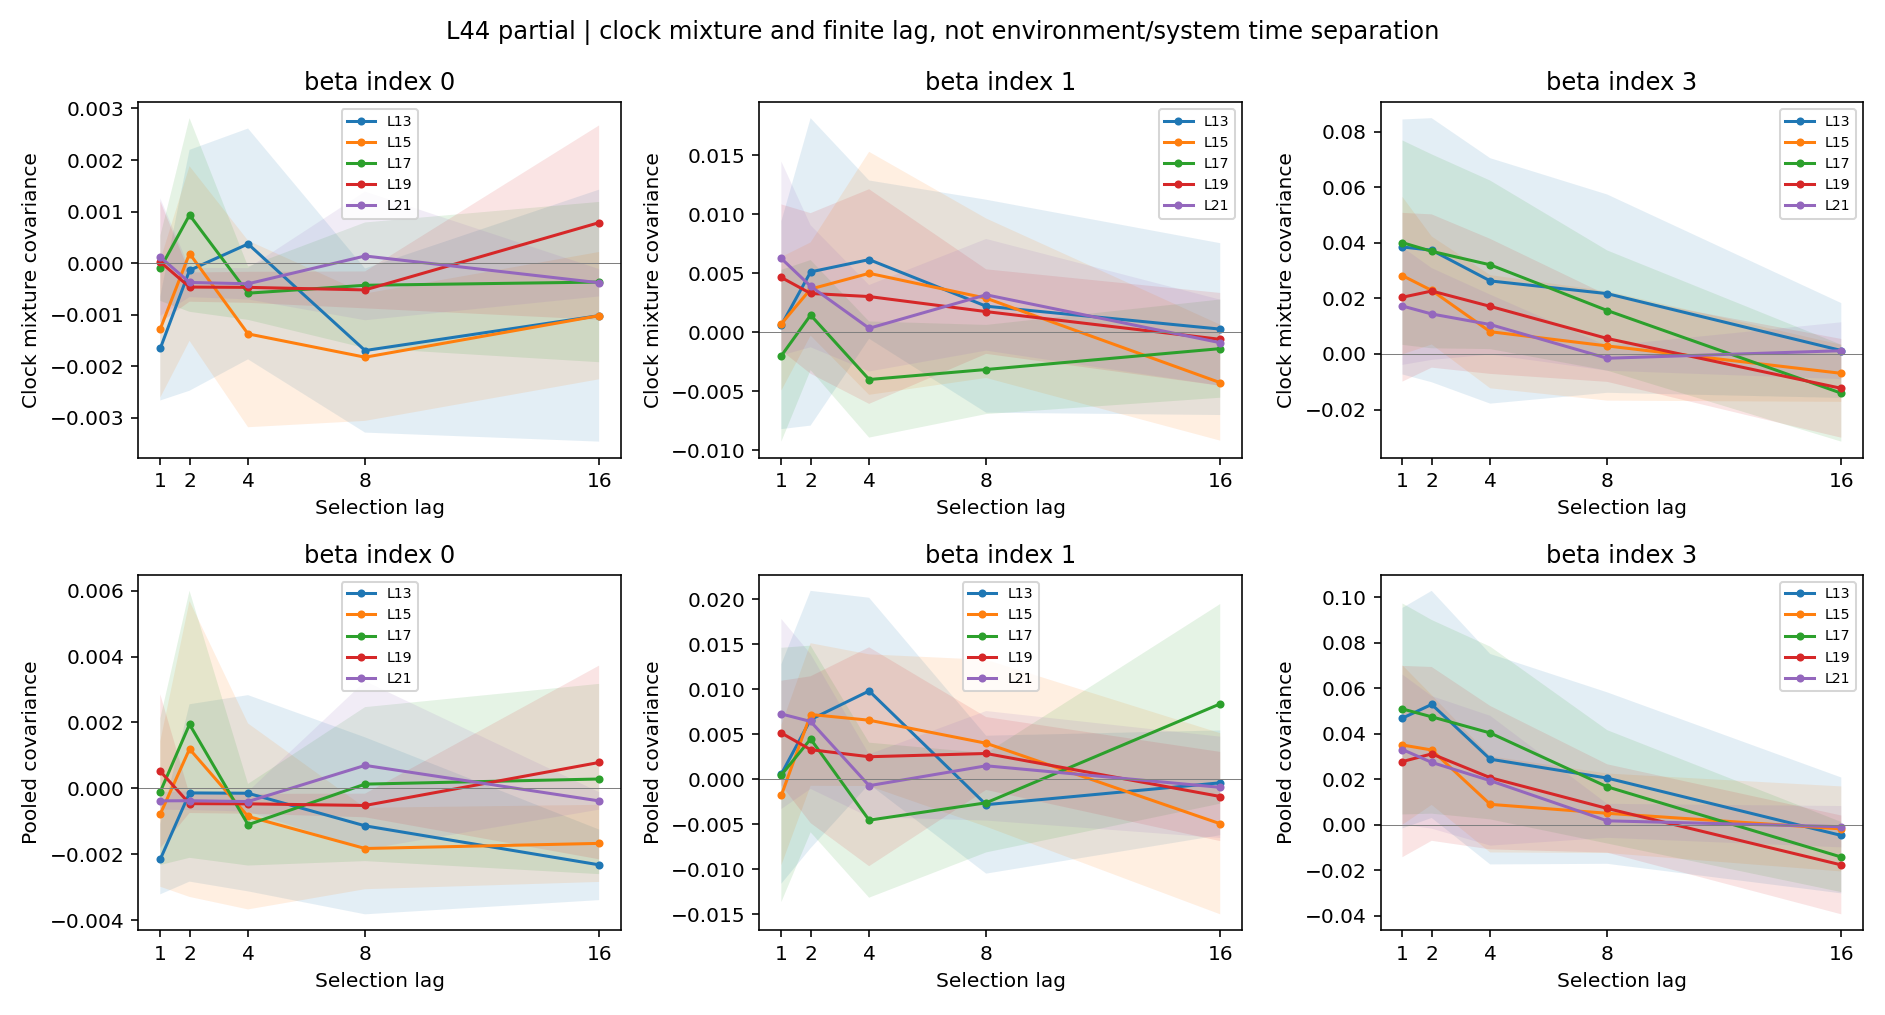 L44 partial | clock mixture and finite lag, not environment/system time separation
beta index 0
Clock mixture covariance
0.003
0.002
0.001
0.000
−0.001
−0.002
−0.003
L13
L15
L17
L19
L21
1 2 4 8 16
Selection lag
beta index 1
Clock mixture covariance
0.015
0.010
0.005
0.000
−0.005
−0.010
L13
L15
L17
L19
L21
1 2 4 8 16
Selection lag
beta index 3
Clock mixture covariance
0.08
0.06
0.04
0.02
0.00
−0.02
L13
L15
L17
L19
L21
1 2 4 8 16
Selection lag
beta index 0
Pooled covariance
0.006
0.004
0.002
0.000
−0.002
−0.004
L13
L15
L17
L19
L21
1 2 4 8 16
Selection lag
beta index 1
Pooled covariance
0.020
0.015
0.010
0.005
0.000
−0.005
−0.010
−0.015
L13
L15
L17
L19
L21
1 2 4 8 16
Selection lag
beta index 3
Pooled covariance
0.10
0.08
0.06
0.04
0.02
0.00
−0.02
−0.04
L13
L15
L17
L19
L21
1 2 4 8 16
Selection lag